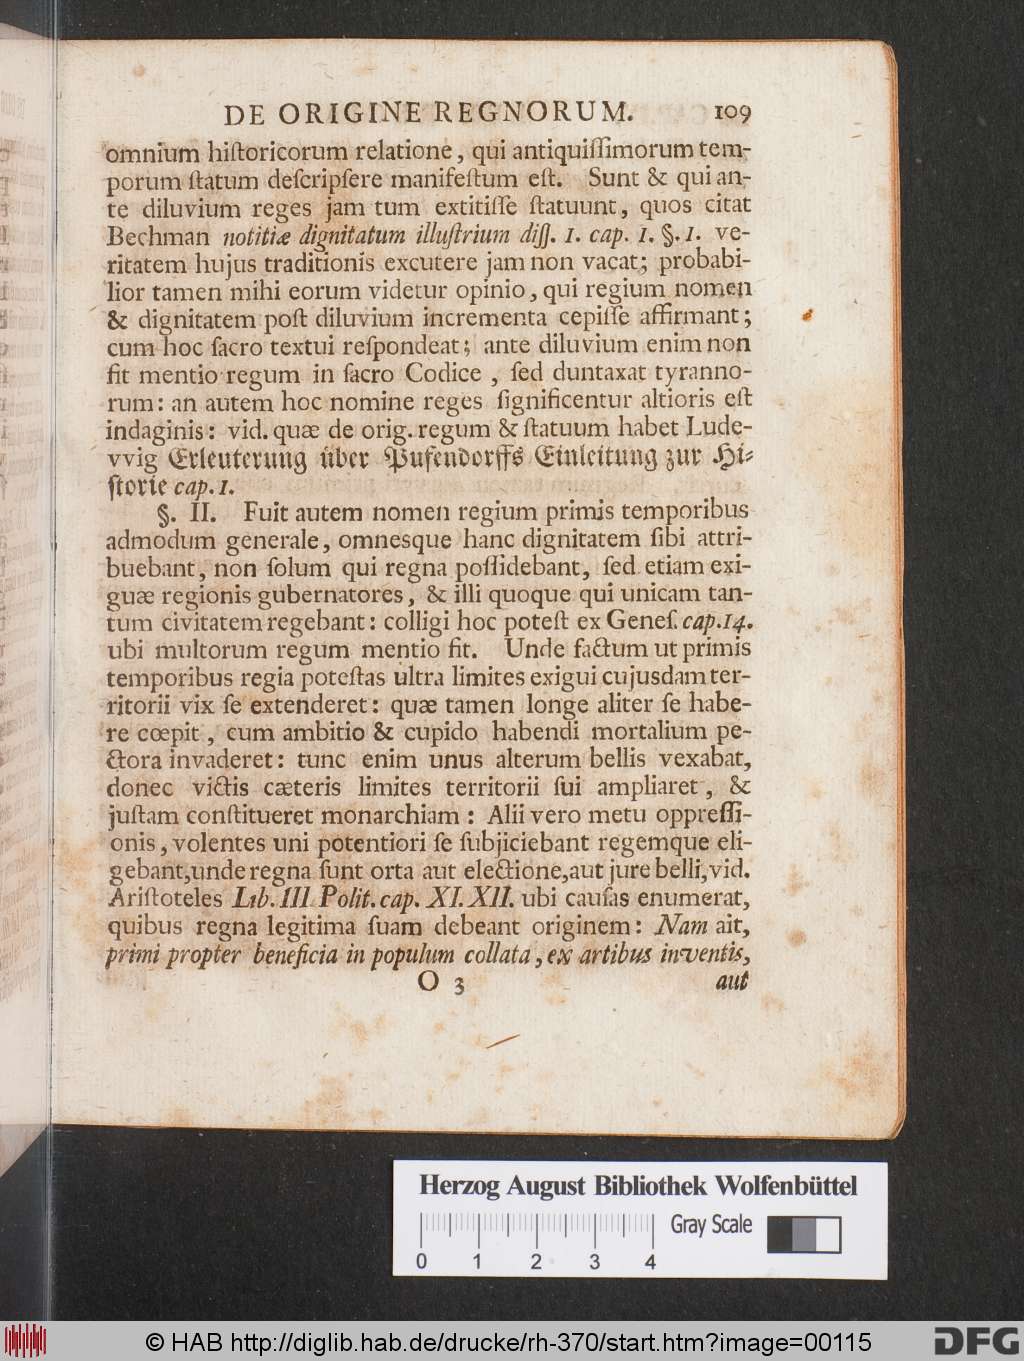 DE ORIGINE REGNORUM. 109
omnium hiſtoricorum relatione, qui antiquiſſimorum tem-
porum ſtatum deſcripſere manifeſtum eſt. Sunt & qui an-
te diluvium reges jam tum extitiſſe ſtatuunt, quos citat
Bechman notitiæ dignitatum illuſtrium diſſ. 1. cap. 1. §. 1. ve-
ritatem hujus traditionis excutere jam non vacat; probabi-
lior tamen mihi eorum videtur opinio, qui regium nomen
& dignitatem poſt diluvium incrementa cepiſſe affirmant;
cum hoc ſacro textui reſpondeat; ante diluvium enim non
fit mentio regum in ſacro Codice, ſed duntaxat tyranno-
rum: an autem hoc nomine reges ſignificentur altioris eſt
indaginis: vid. quæ de orig. regum & ſtatuum habet Lude-
vvig Erleuterung über Pufendorffs Einleitung zur Hi-
ſtorie cap. 1.
§. II. Fuit autem nomen regium primis temporibus
admodum generale, omnesque hanc dignitatem ſibi attri-
buebant, non ſolum qui regna poſſidebant, ſed etiam exi-
guæ regionis gubernatores, & illi quoque qui unicam tan-
tum civitatem regebant: colligi hoc poteſt ex Geneſ. cap. 14.
ubi multorum regum mentio fit. Unde factum ut primis
temporibus regia poteſtas ultra limites exigui cujusdam ter-
ritorii vix ſe extenderet: quæ tamen longe aliter ſe habe-
re cœpit, cum ambitio & cupido habendi mortalium pe-
ctora invaderet: tunc enim unus alterum bellis vexabat,
donec victis cæteris limites territorii ſui ampliaret, &
juſtam conſtitueret monarchiam: Alii vero metu oppreſſi-
onis, volentes uni potentiori ſe ſubjiciebant regemque eli-
gebant, unde regna ſunt orta aut electione, aut jure belli, vid.
Ariſtoteles Lib. III. Polit. cap. XI. XII. ubi cauſas enumerat,
quibus regna legitima ſuam debeant originem: Nam ait,
primi propter beneficia in populum collata, ex artibus inventis,
O 3 aut
Herzog August Bibliothek Wolfenbüttel
Gray Scale
0 1 2 3 4
© HAB http://diglib.hab.de/drucke/rh-370/start.htm?image=00115
DFG